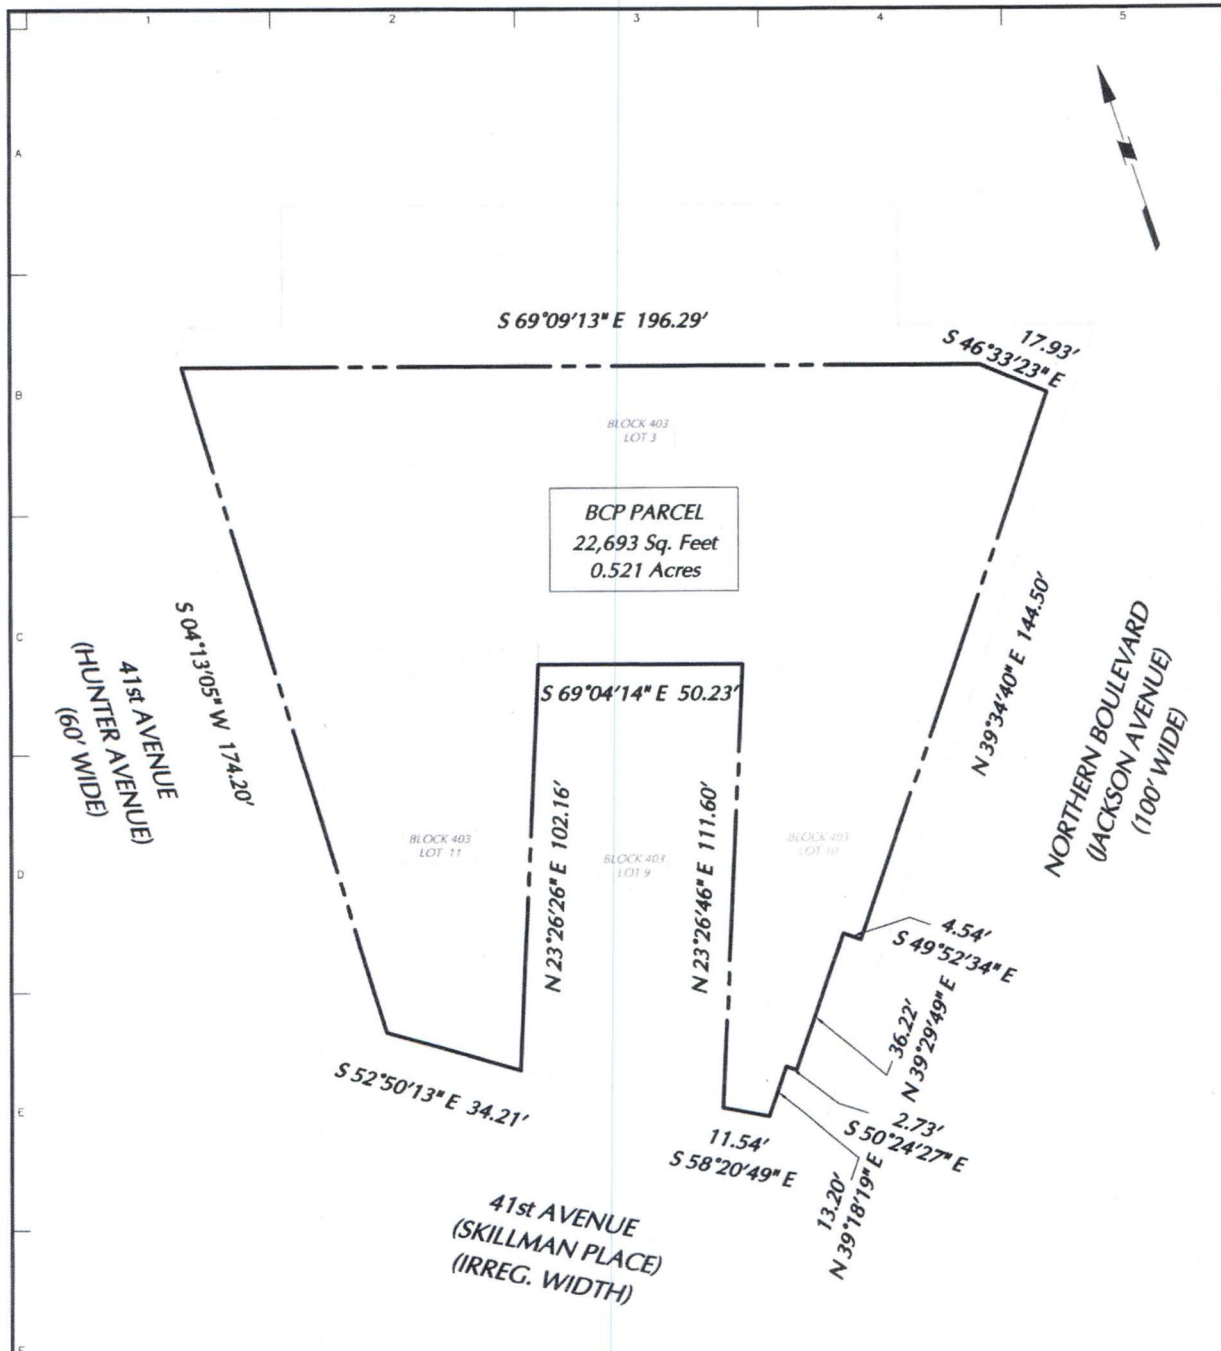 1
2
3
4
5
A
B
C
D
E
F
S 69°09'13" E 196.29'
17.93'
S 46°33'23" E
BLOCK 403
LOT 3
BCP PARCEL
22,693 Sq. Feet
0.521 Acres
S 04°13'05" W 174.20'
41st AVENUE
(HUNTER AVENUE)
(60' WIDE)
S 69°04'14" E 50.23'
N 39°34'40" E 144.50'
NORTHERN BOULEVARD
(JACKSON AVENUE)
(100' WIDE)
BLOCK 403
LOT 11
N 23°26'26" E 102.16'
BLOCK 403
LOT 9
N 23°26'46" E 111.60'
BLOCK 403
LOT 10
4.54'
S 49°52'34" E
36.22'
N 39°29'49" E
S 52°50'13" E 34.21'
2.73'
S 50°24'27" E
11.54'
S 58°20'49" E
13.20'
N 39°18'19" E
41st AVENUE
(SKILLMAN PLACE)
(IRREG. WIDTH)